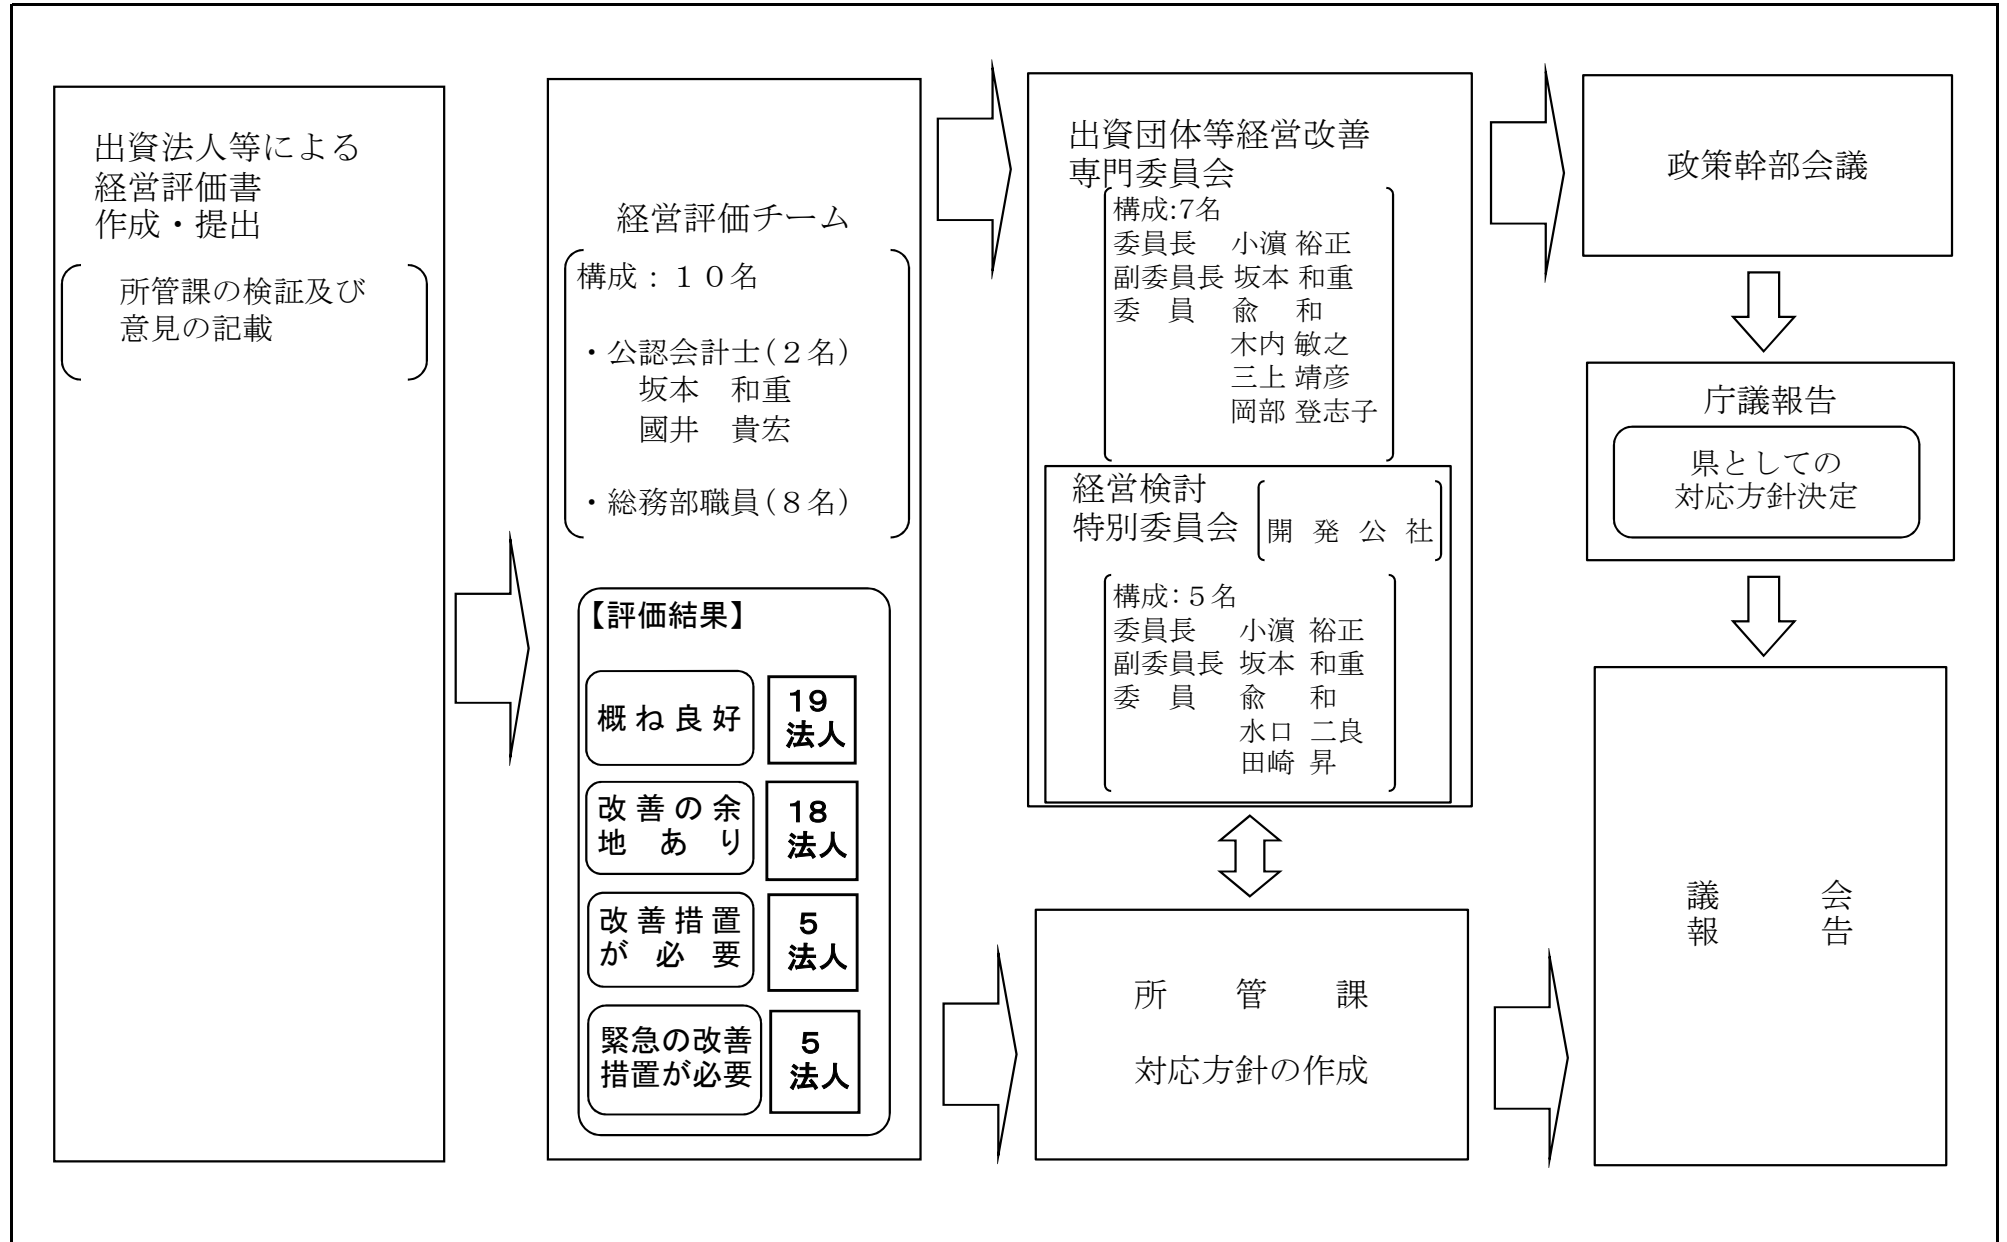 出資法人等による
経営評価書
作成・提出
所管課の検証及び
意見の記載
経営評価チーム
構成：１０名
・公認会計士(２名)
坂本　和重
國井　貴宏
・総務部職員(８名)
【評価結果】
概ね良好
19
法人
改善の余
地あり
18
法人
改善措置
が必要
5
法人
緊急の改善
措置が必要
5
法人
出資団体等経営改善
専門委員会
構成:7名
委員長　小濵 裕正
副委員長 坂本 和重
委　員　兪　和
木内 敏之
三上 靖彦
岡部 登志子
経営検討
特別委員会
開発公社
構成:５名
委員長　小濵 裕正
副委員長 坂本 和重
委　員　兪　和
水口 二良
田崎 昇
所管課
対応方針の作成
政策幹部会議
庁議報告
県としての
対応方針決定
議会
報告